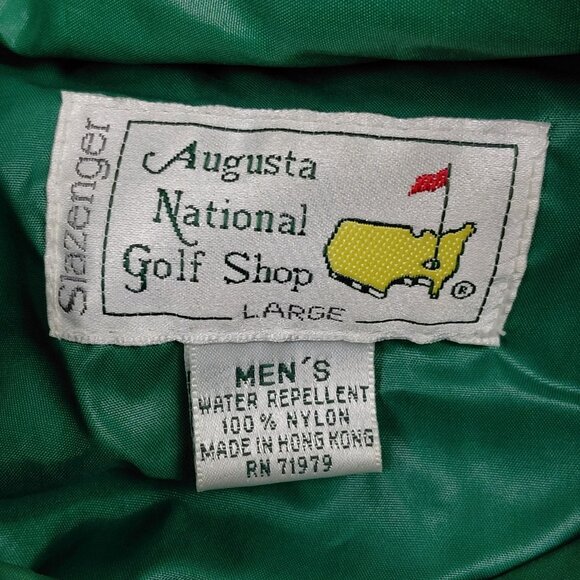 Slazenger
Augusta
National
Golf Shop
®
LARGE
MEN'S
WATER REPELLENT
100% NYLON
MADE IN HONG KONG
RN 71979